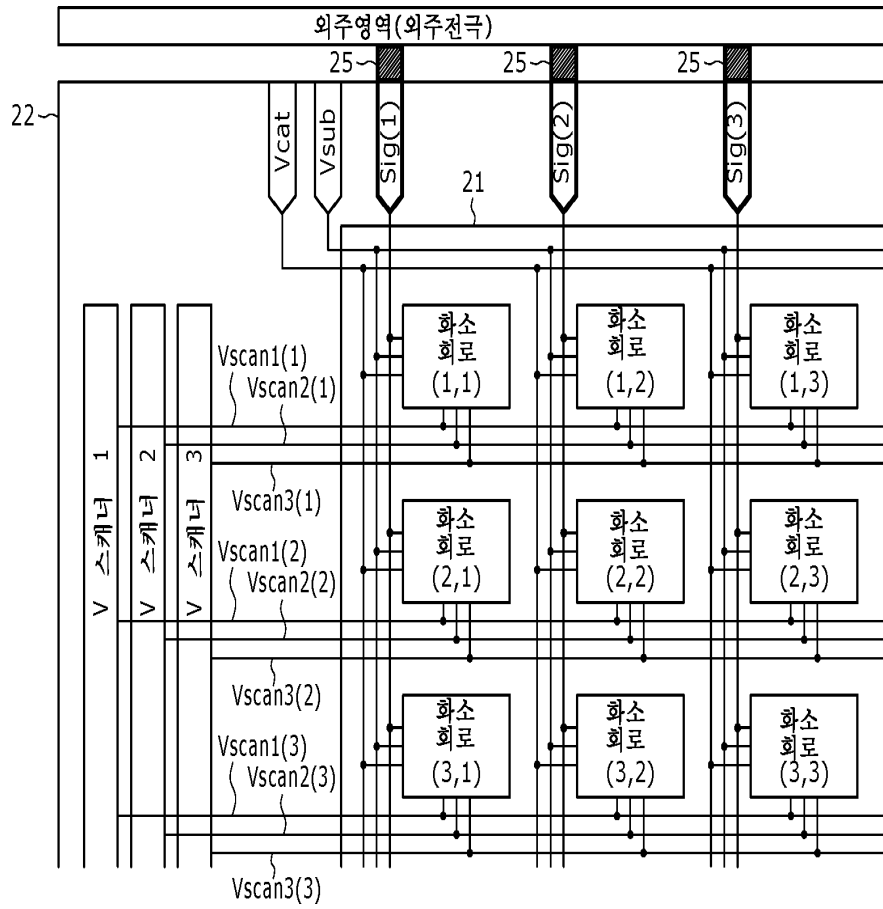 외주영역(외주전극)
25
25
25
22
Vcat
Vsub
Sig(1)
Sig(2)
Sig(3)
21
화소
회로
(1,1)
화소
회로
(1,2)
화소
회로
(1,3)
Vscan1(1)
Vscan2(1)
Vscan3(1)
V 스캐너 1
V 스캐너 2
V 스캐너 3
화소
회로
(2,1)
화소
회로
(2,2)
화소
회로
(2,3)
Vscan1(2)
Vscan2(2)
Vscan3(2)
화소
회로
(3,1)
화소
회로
(3,2)
화소
회로
(3,3)
Vscan1(3)
Vscan2(3)
Vscan3(3)